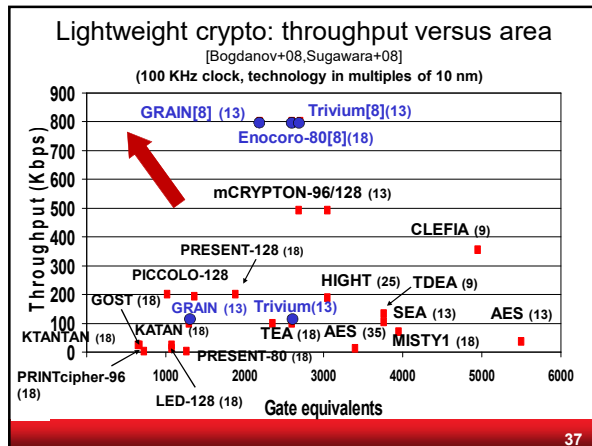 Lightweight crypto: throughput versus area
[Bogdanov+08,Sugawara+08]
(100 KHz clock, technology in multiples of 10 nm)
Throughput (Kbps)
900
800
700
600
500
400
300
200
100
0
GRAIN[8] (13)
Trivium[8](13)
Enocoro-80[8](18)
mCRYPTON-96/128 (13)
CLEFIA (9)
PRESENT-128 (18)
PICCOLO-128
HIGHT (25)
TDEA (9)
GOST (18)
GRAIN (13)
Trivium(13)
SEA (13)
AES (13)
KTANTAN (18)
KATAN (18)
TEA (18)
AES (35)
MISTY1 (18)
PRESENT-80 (18)
PRINTcipher-96
(18)
LED-128 (18)
1000
2000
3000
4000
5000
6000
Gate equivalents
37